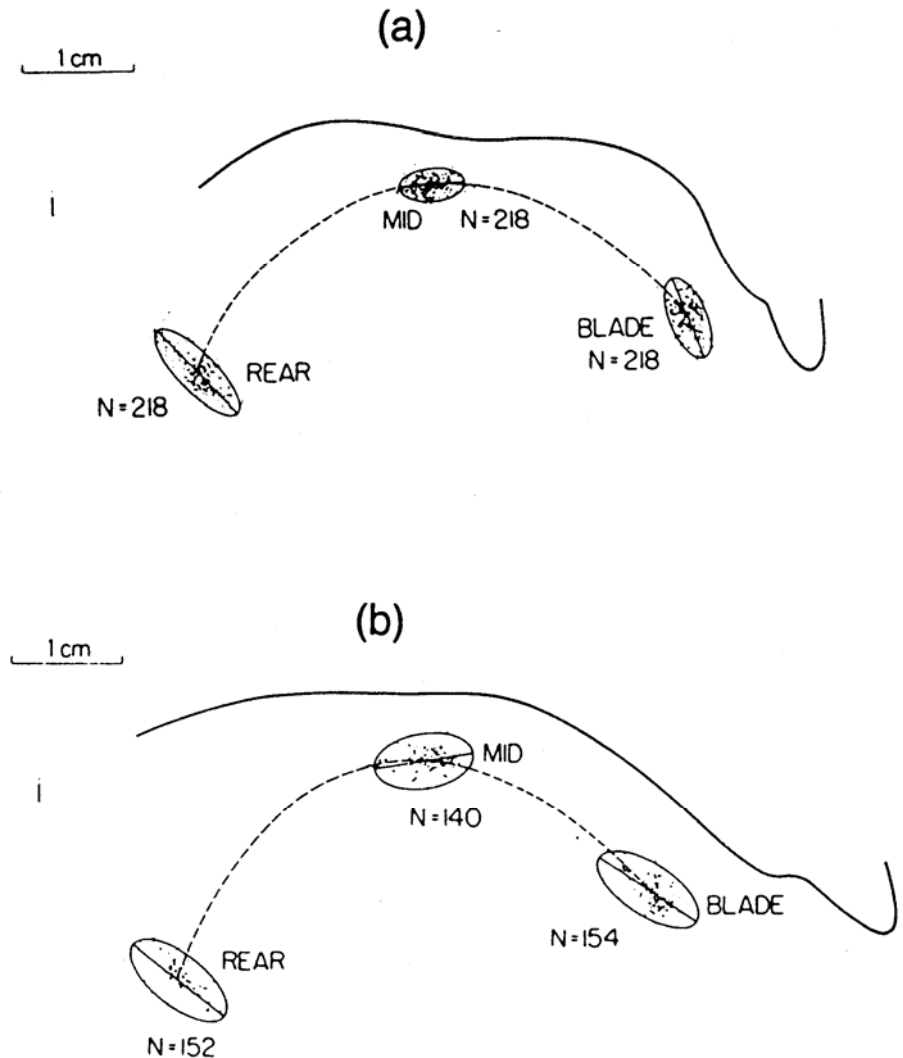 (a)
1 cm
i
MID N=218
BLADE
N=218
REAR
N=218
(b)
1 cm
i
MID
N=140
BLADE
N=154
REAR
N=152